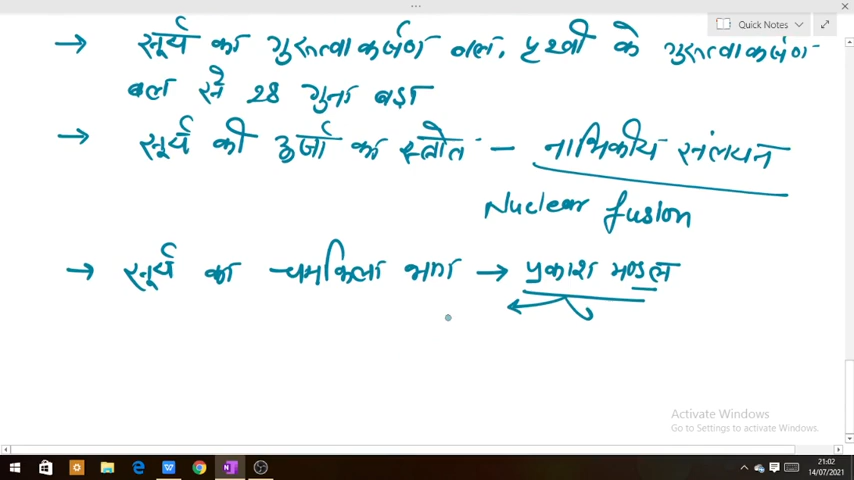 Quick Notes
→ सूर्य का गुरुत्वाकर्षण बल, पृथ्वी के गुरुत्वाकर्षण
बल से 28 गुना बड़ा
→ सूर्य की ऊर्जा का स्त्रोत - नाभिकीय संलयन
Nuclear fusion
→ सूर्य का चमकिला भाग → प्रकाश मण्डल
Activate Windows
Go to Settings to activate Windows.
21:02
14/07/2021